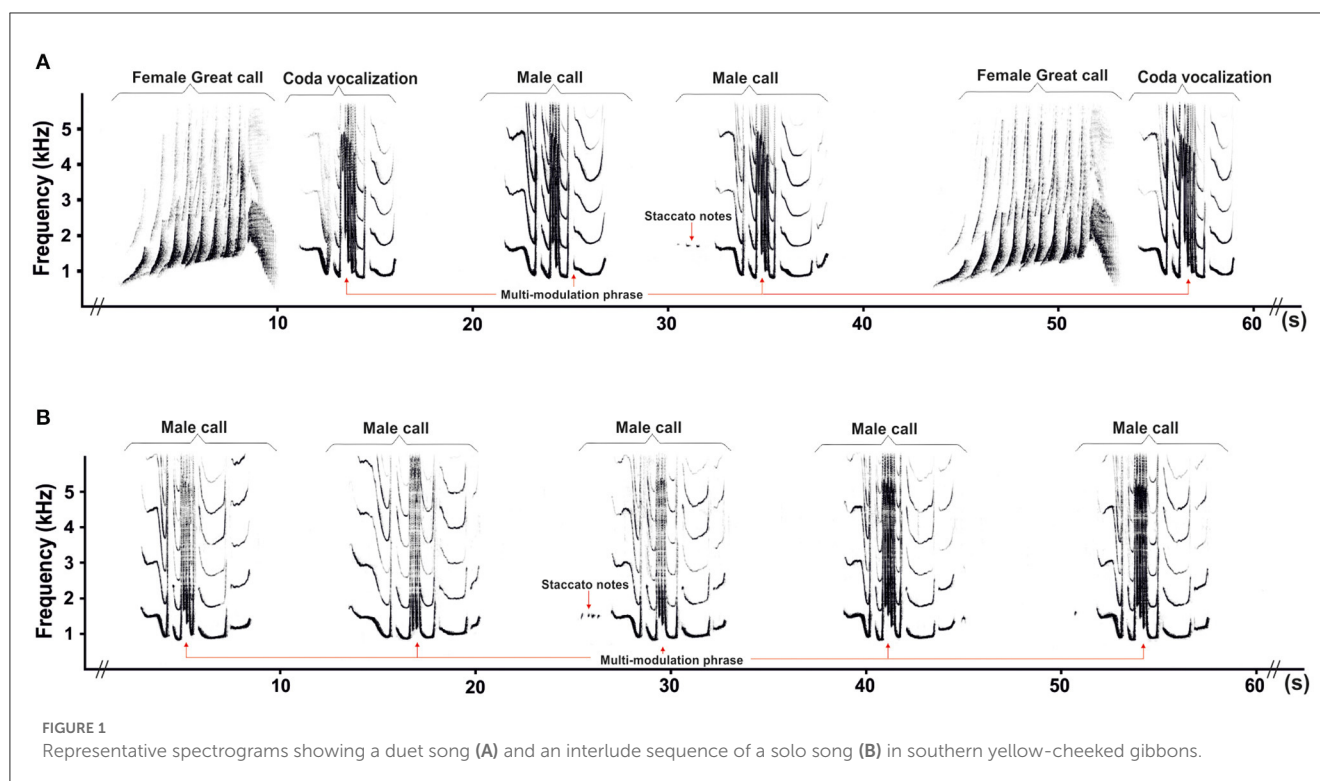 A
Female Great call Coda vocalization Male call Male call Female Great call Coda vocalization
Frequency (kHz)
5
4
3
2
1
Staccato notes
Multi-modulation phrase
10 20 30 40 50 60 (s)
B
Male call Male call Male call Male call Male call
Frequency (kHz)
5
4
3
2
1
Staccato notes
Multi-modulation phrase
10 20 30 40 50 60 (s)
FIGURE 1
Representative spectrograms showing a duet song (A) and an interlude sequence of a solo song (B) in southern yellow-cheeked gibbons.